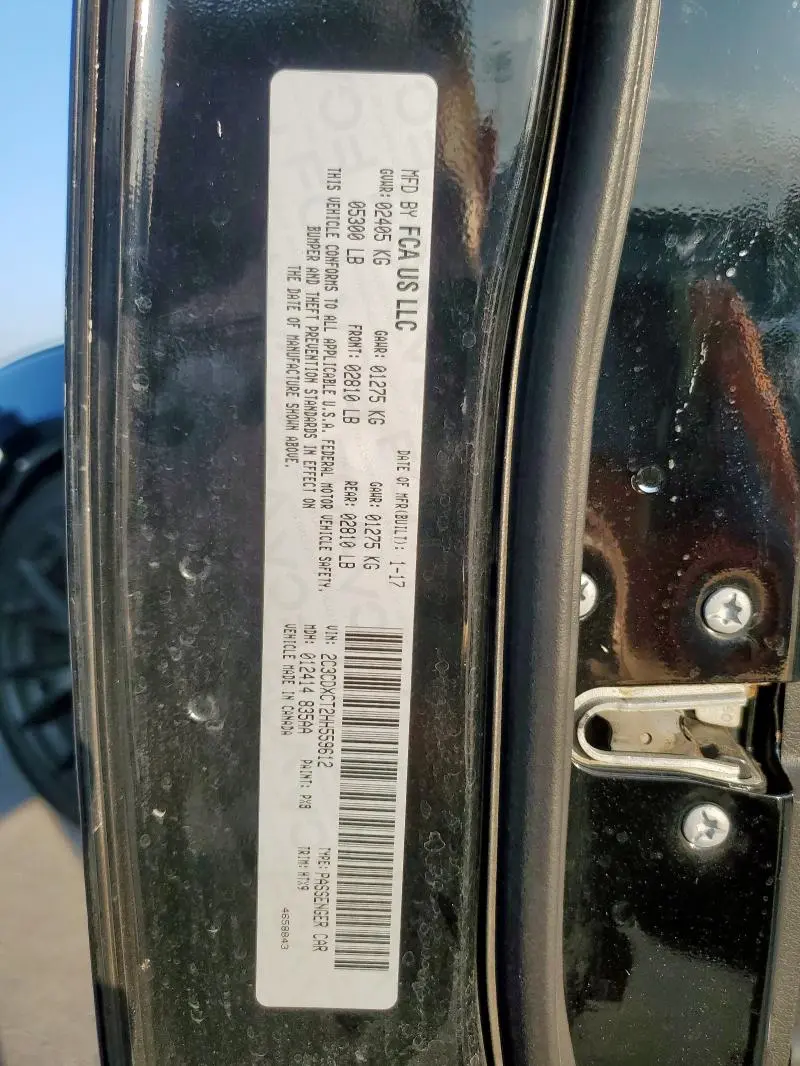 MFD BY FCA US LLC
DATE OF MFR(BUILT): 1-17
GVWR: 02405 KG GAWR: 01275 KG GAWR: 01275 KG
05300 LB FRONT: 02810 LB REAR: 02810 LB
THIS VEHICLE CONFORMS TO ALL APPLICABLE U.S.A. FEDERAL MOTOR VEHICLE SAFETY,
BUMPER AND THEFT PREVENTION STANDARDS IN EFFECT ON
THE DATE OF MANUFACTURE SHOWN ABOVE.
VIN: 2C3CDXCT2HH559612 TYPE: PASSENGER CAR
MDH: 012414 835AA PAINT: PX8 TRIM: HTX9
VEHICLE MADE IN CANADA 4658843